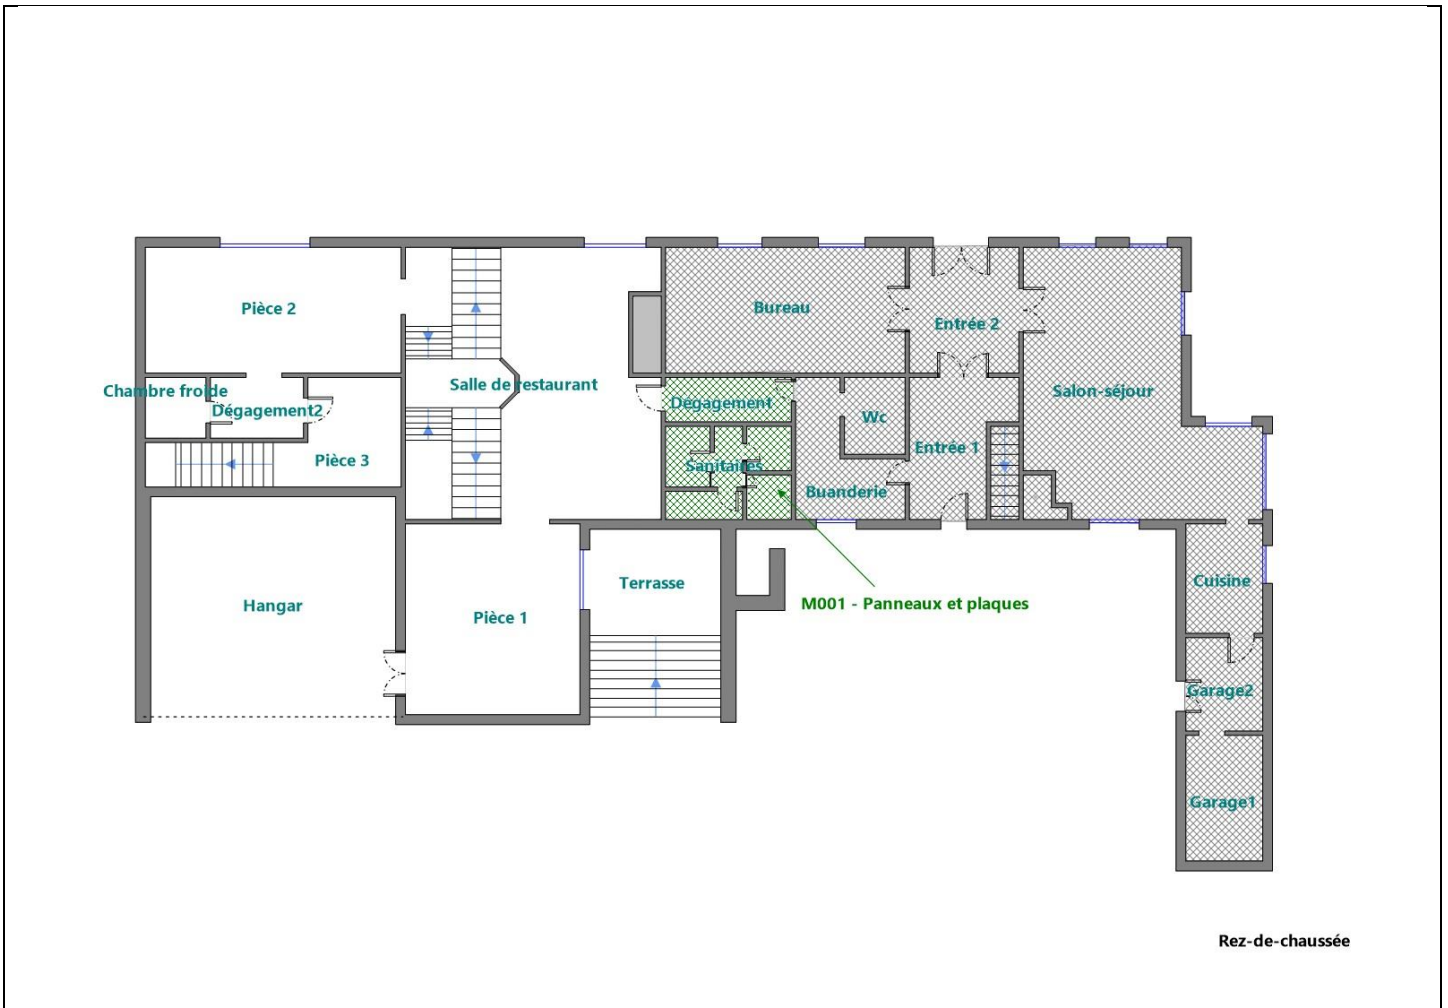 Pièce 2
Bureau
Entrée 2
Chambre froide
Salle de restaurant
Salon-séjour
Dégagement2
Dégagement
Wc
Entrée 1
Pièce 3
Sanitaires
Buanderie
Cuisine
Terrasse
Hangar
M001 - Panneaux et plaques
Pièce 1
Garage2
Garage1
Rez-de-chaussée